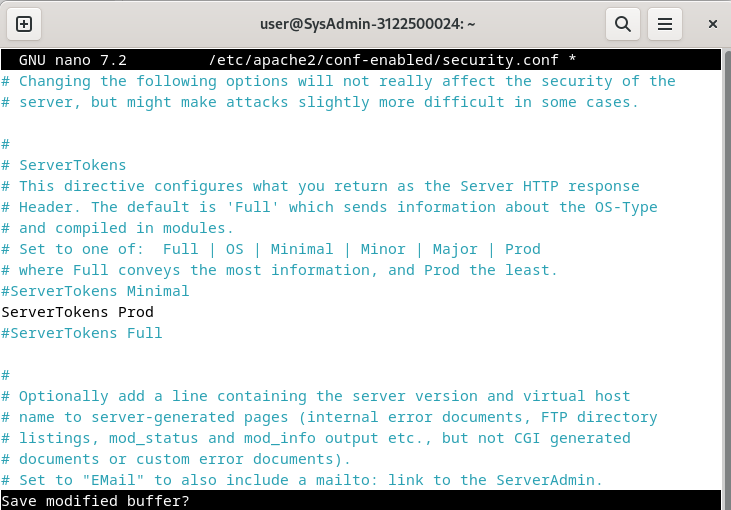 user@SysAdmin-3122500024: ~
GNU nano 7.2 /etc/apache2/conf-enabled/security.conf *
# Changing the following options will not really affect the security of the
# server, but might make attacks slightly more difficult in some cases.
#
# ServerTokens
# This directive configures what you return as the Server HTTP response
# Header. The default is 'Full' which sends information about the OS-Type
# and compiled in modules.
# Set to one of:  Full | OS | Minimal | Minor | Major | Prod
# where Full conveys the most information, and Prod the least.
#ServerTokens Minimal
ServerTokens Prod
#ServerTokens Full
#
# Optionally add a line containing the server version and virtual host
# name to server-generated pages (internal error documents, FTP directory
# listings, mod_status and mod_info output etc., but not CGI generated
# documents or custom error documents).
# Set to "EMail" to also include a mailto: link to the ServerAdmin.
Save modified buffer?